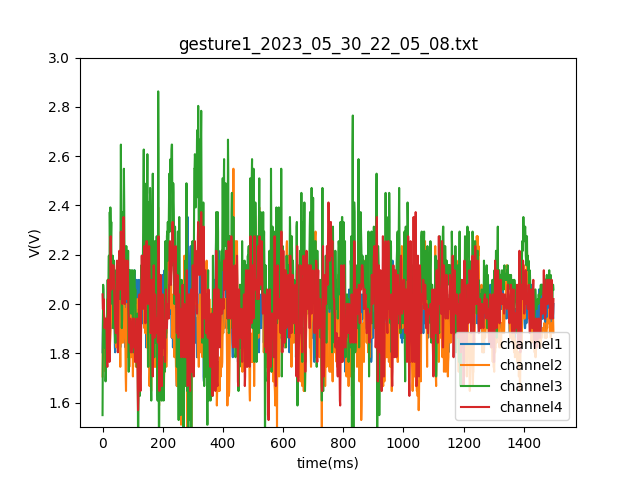 gesture1_2023_05_30_22_05_08.txt
3.0
2.8
2.6
2.4
2.2
2.0
1.8
1.6
V(V)
channel1
channel2
channel3
channel4
0 200 400 600 800 1000 1200 1400
time(ms)